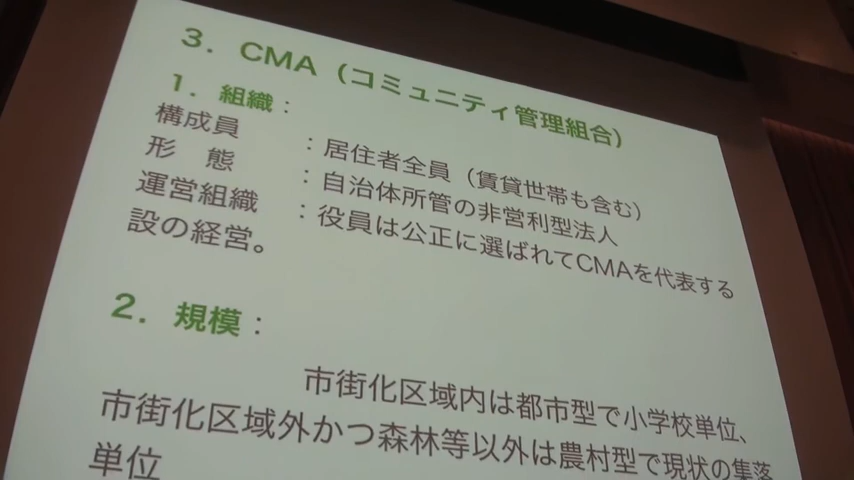 3. CMA（コミュニティ管理組合）
1. 組織：
構成員　：居住者全員（賃貸世帯も含む）
形　態　：自治体所管の非営利型法人
運営組織　：役員は公正に選ばれてCMAを代表する
設の経営。
2. 規模：
市街化区域内は都市型で小学校単位、
市街化区域外かつ森林等以外は農村型で現状の集落
単位